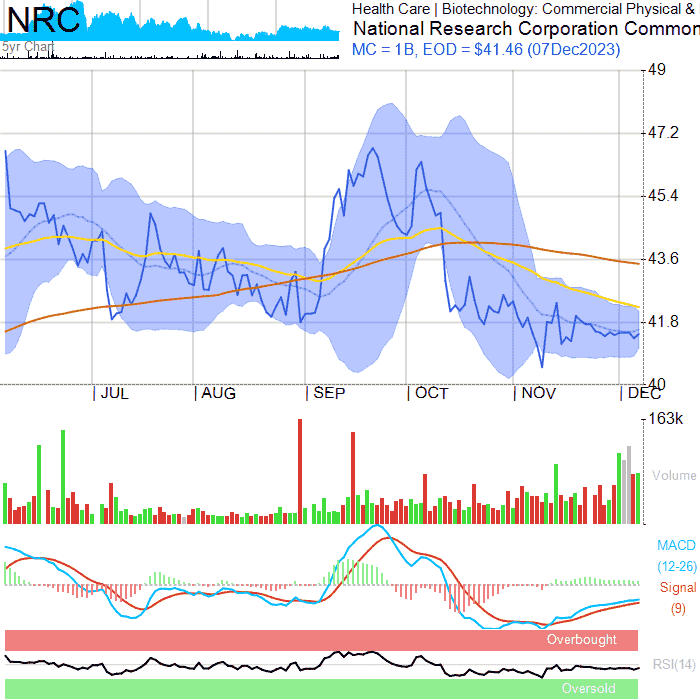 NRC
5yr Chart
Health Care | Biotechnology: Commercial Physical &
National Research Corporation Common
MC = 1B, EOD = $41.46 (07Dec2023)
49
47.2
45.4
43.6
41.8
40
JUL AUG SEP OCT NOV DEC
163k
Volume
MACD
(12-26)
Signal
(9)
Overbought
RSI(14)
Oversold